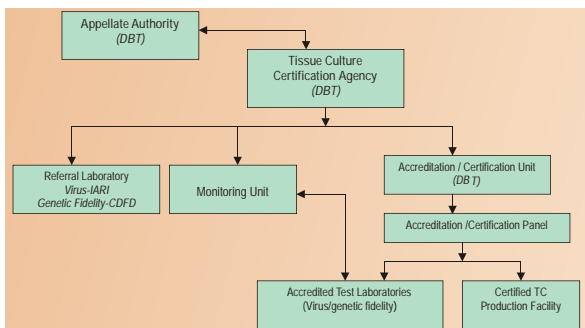 Appellate Authority
(DBT)
Tissue Culture
Certification Agency
(DBT)
Referral Laboratory
Virus-IARI
Genetic Fidelity-CDFD
Monitoring Unit
Accreditation / Certification Unit
(DBT)
Accreditation /Certification Panel
Accredited Test Laboratories
(Virus/genetic fidelity)
Certified TC
Production Facility